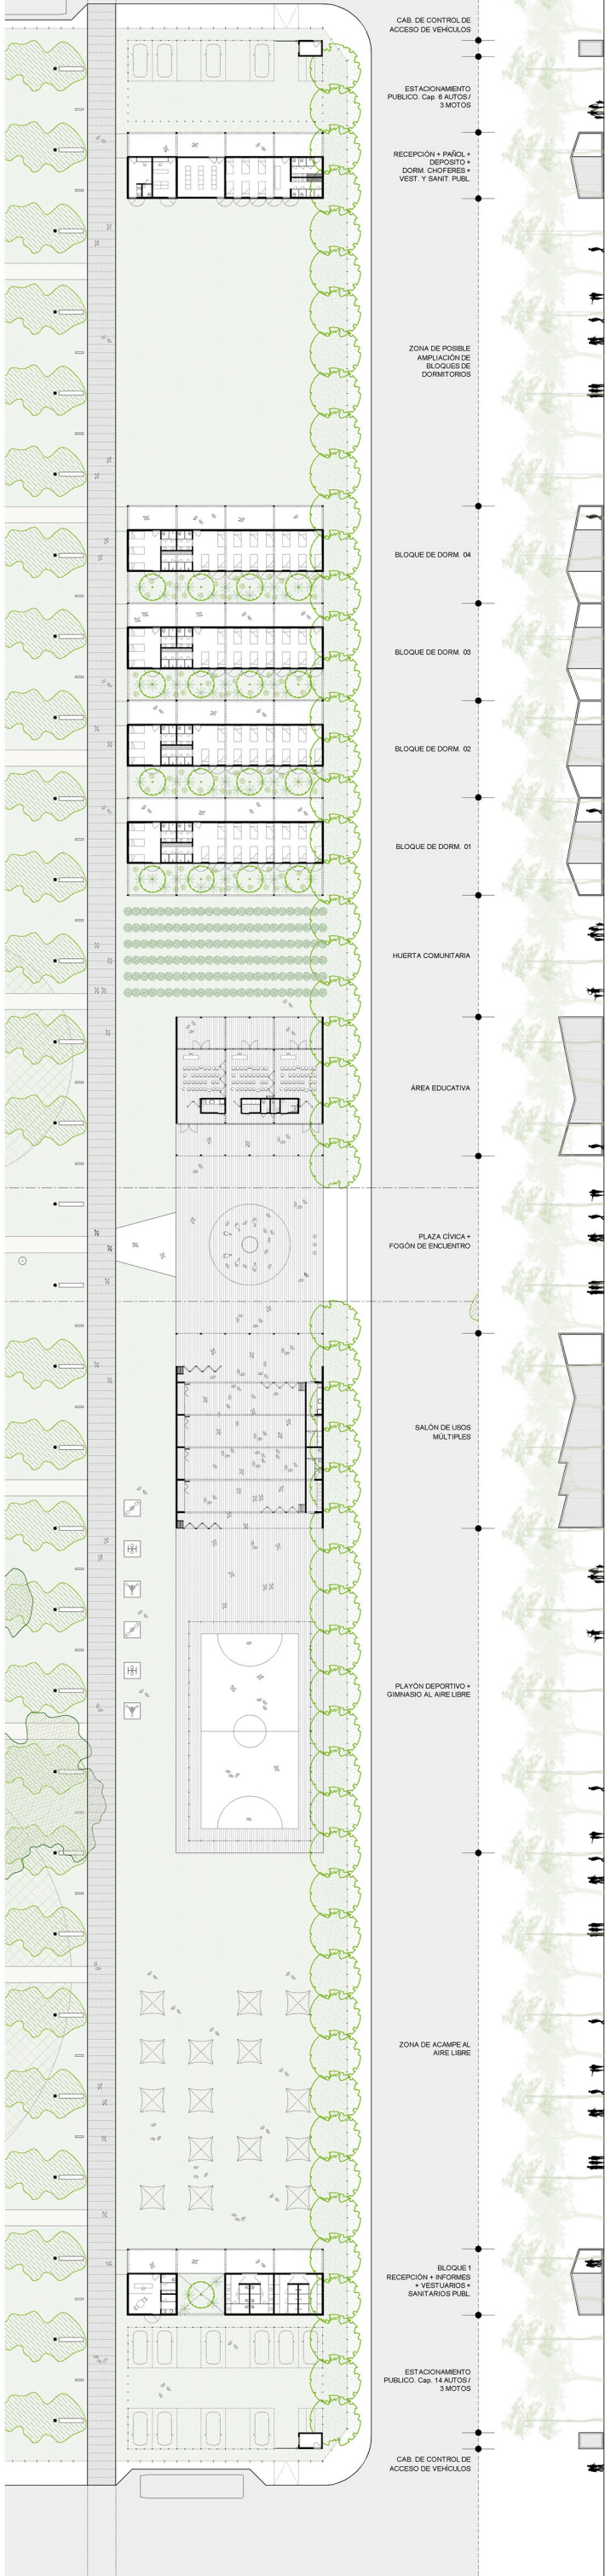 CAB. DE CONTROL DE
ACCESO DE VEHÍCULOS
ESTACIONAMIENTO
PUBLICO. Cap. 6 AUTOS /
3 MOTOS
RECEPCIÓN + PAÑOL +
DEPOSITO +
DORM. CHOFERES +
VEST. Y SANIT. PUBL.
ZONA DE POSIBLE
AMPLIACIÓN DE
BLOQUES DE
DORMITORIOS
BLOQUE DE DORM. 04
BLOQUE DE DORM. 03
BLOQUE DE DORM. 02
BLOQUE DE DORM. 01
HUERTA COMUNITARIA
ÁREA EDUCATIVA
PLAZA CÍVICA +
FOGÓN DE ENCUENTRO
SALÓN DE USOS
MÚLTIPLES
PLAYÓN DEPORTIVO +
GIMNASIO AL AIRE LIBRE
ZONA DE ACAMPE AL
AIRE LIBRE
BLOQUE 1
RECEPCIÓN + INFORMES
+ VESTUARIOS +
SANITARIOS PUBL.
ESTACIONAMIENTO
PUBLICO. Cap. 14 AUTOS /
3 MOTOS
CAB. DE CONTROL DE
ACCESO DE VEHÍCULOS